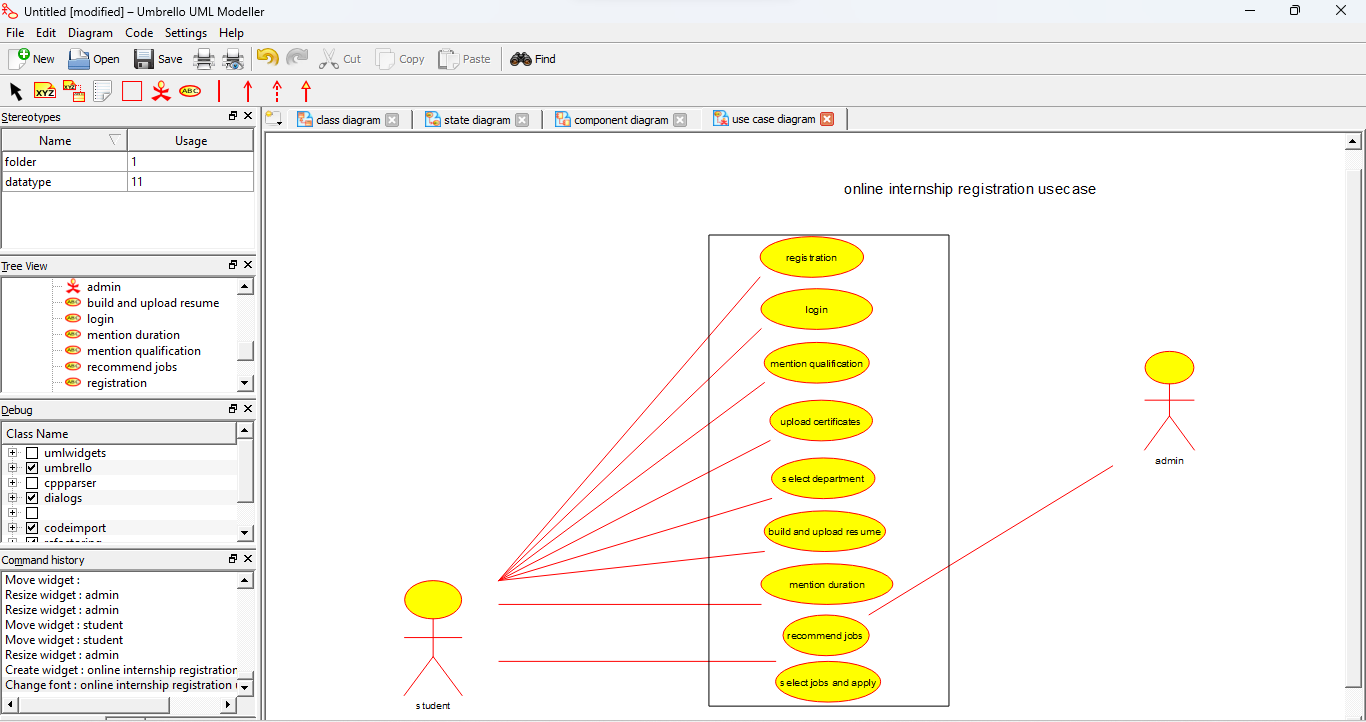 Untitled [modified] – Umbrello UML Modeller
File Edit Diagram Code Settings Help
New Open Save Cut Copy Paste Find
XYZ XYZ ABC
Stereotypes
class diagram state diagram component diagram use case diagram
Name Usage
folder 1
datatype 11
online internship registration usecase
Tree View
admin
build and upload resume
login
mention duration
mention qualification
recommend jobs
registration
Debug
Class Name
umlwidgets
umbrello
cppparser
dialogs
codeimport
Command history
Move widget :
Resize widget : admin
Resize widget : admin
Move widget : student
Move widget : student
Resize widget : admin
Create widget : online internship registration
Change font : online internship registration
registration
login
mention qualification
upload certificates
select department
build and upload resume
mention duration
recommend jobs
select jobs and apply
student
admin